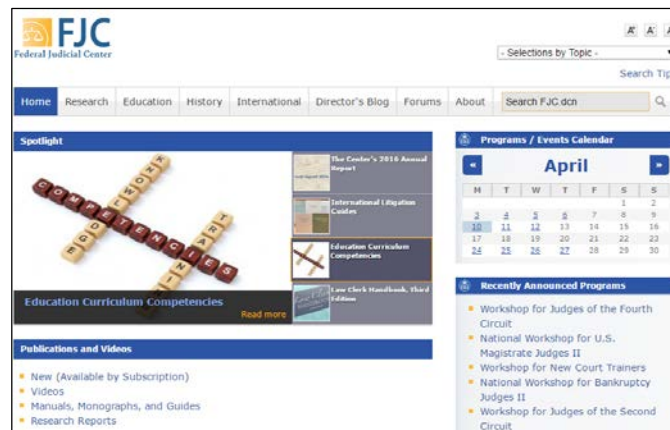 FJC
Federal Judicial Center
- Selections by Topic -
Search Tip
Home Research Education History International Director's Blog Forums About Search FJC.dcn
Spotlight
KNOWLEDGE
COMPETENCIES
TRAINING
The Center's 2016 Annual
Report
International Litigation
Guides
Education Curriculum
Competencies
Law Clerk Handbook, Third
Edition
Education Curriculum Competencies
Read more
Publications and Videos
New (Available by Subscription)
Videos
Manuals, Monographs, and Guides
Research Reports
Programs / Events Calendar
« April »
M T W T F S S
1 2
3 4 5 6 7 8 9
10 11 12 13 14 15 16
17 18 19 20 21 22 23
24 25 26 27 28 29 30
Recently Announced Programs
Workshop for Judges of the Fourth
Circuit
National Workshop for U.S.
Magistrate Judges II
Workshop for New Court Trainers
National Workshop for Bankruptcy
Judges II
Workshop for Judges of the Second
Circuit